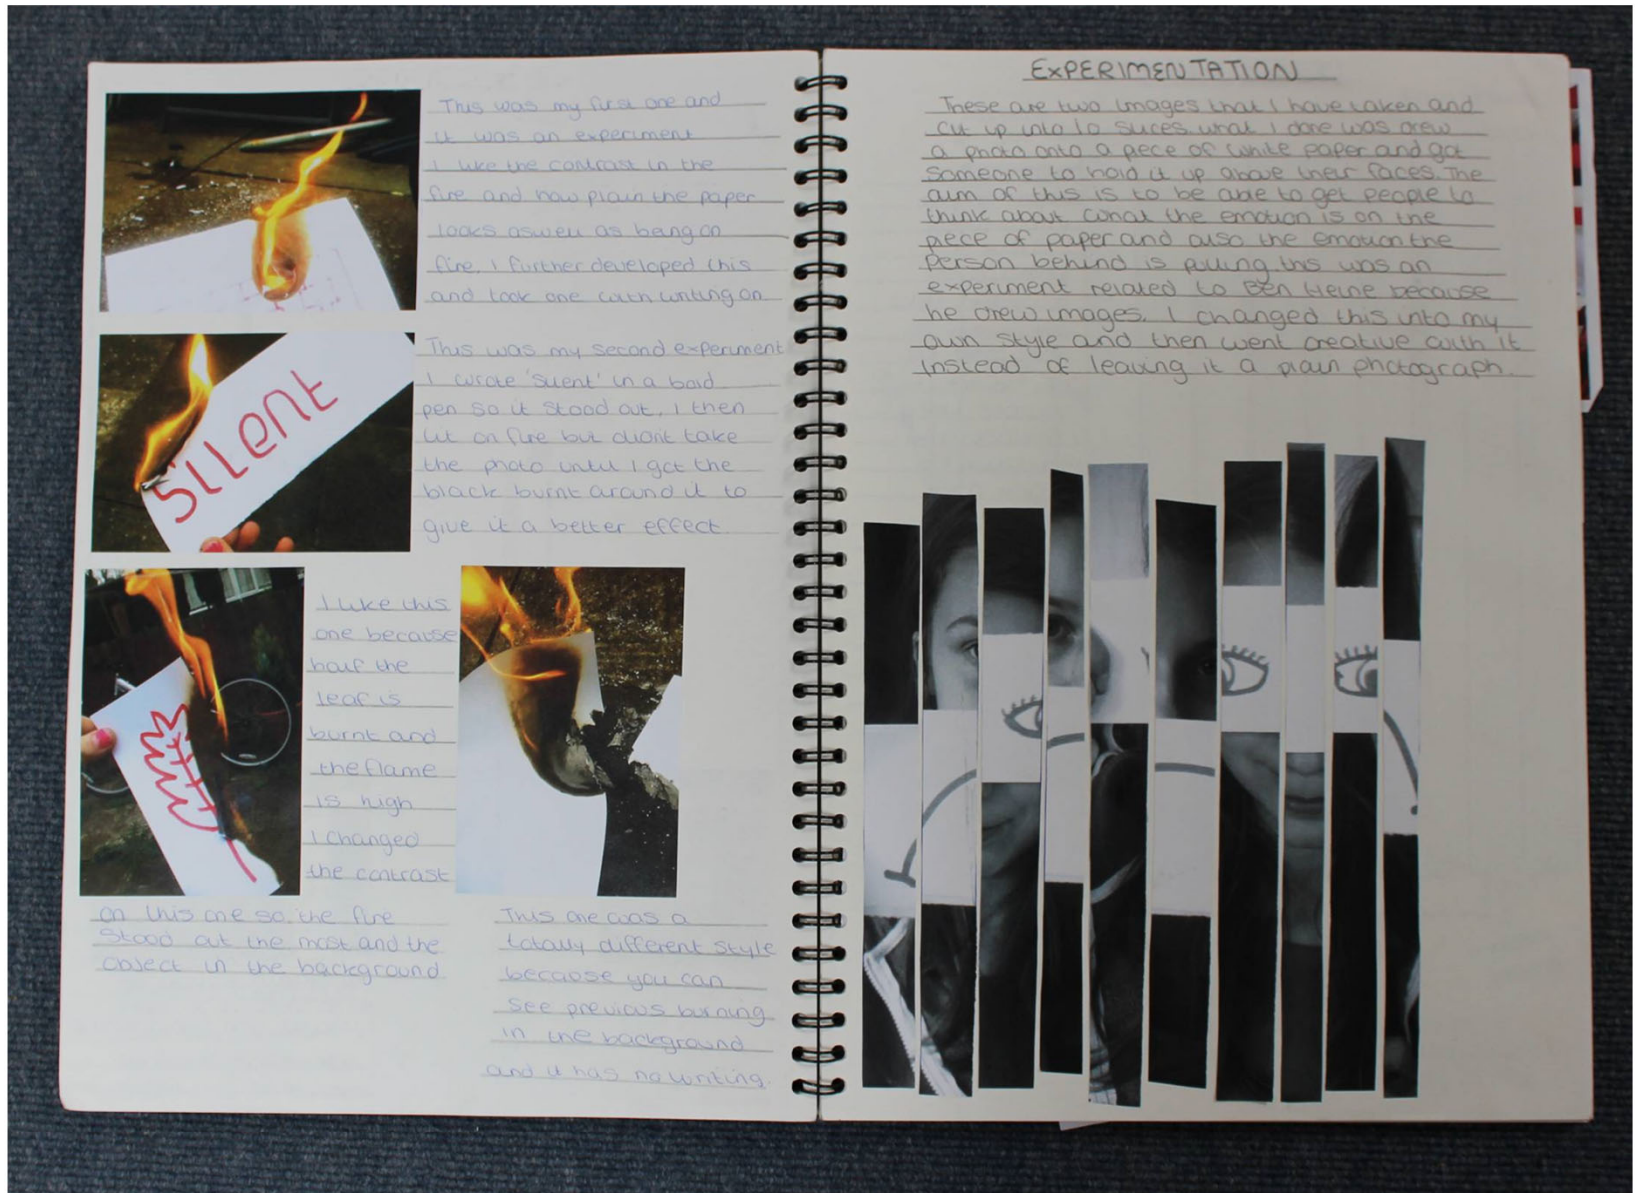 This was my first one and
it was an experiment
I like the contrast in the
fire and how plain the paper
looks aswell as being on
fire. I further developed this
and took one with writing on
Silent
This was my second experiment
I wrote 'silent' in a bold
pen so it stood out. I then
lit on fire but didnt take
the photo until I got the
black burnt around it to
give it a better effect
I like this
one because
half the
leaf is
burnt and
the flame
is high
I changed
the contrast
on this one so the fire
stood out the most and the
object in the background
This one was a
totally different style
because you can
see previous burning
in the background
and it has no writing.
EXPERIMENTATION
These are two images that I have taken and
cut up into 10 slices what I done was drew
a photo onto a piece of white paper and got
someone to hold it up above their faces. The
aim of this is to be able to get people to
think about what the emotion is on the
piece of paper and also the emotion the
person behind is pulling this was an
experiment related to Ben Heine because
he drew images. I changed this into my
own style and then went creative with it
instead of leaving it a plain photograph.